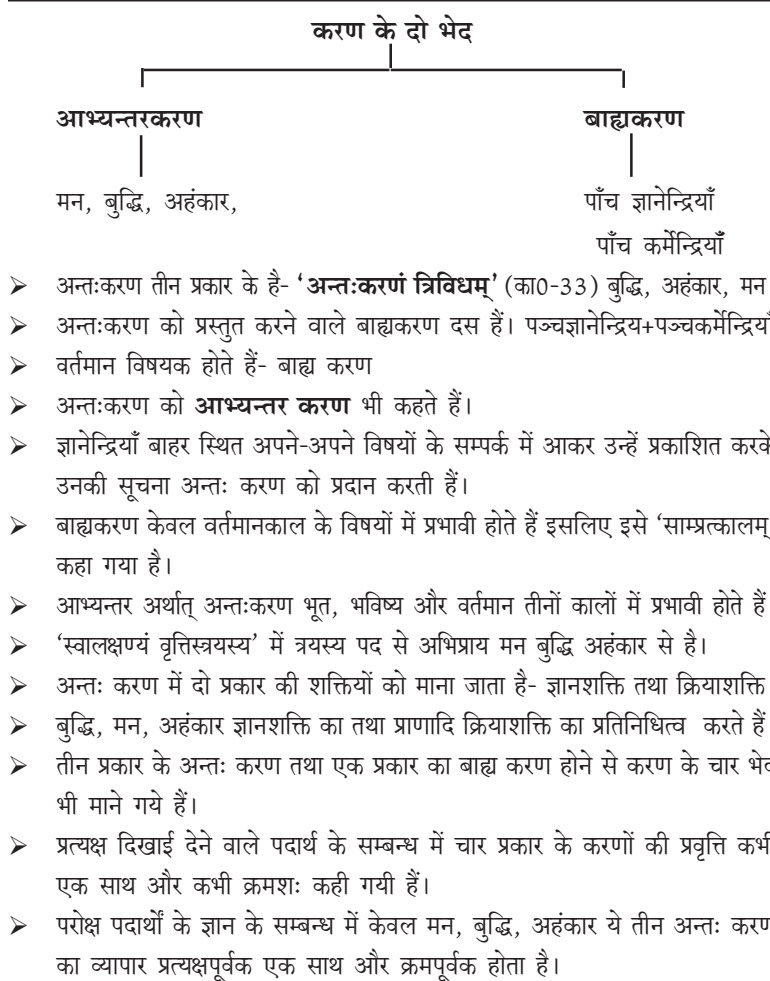 करण के दो भेद
आभ्यन्तरकरण बाह्यकरण
मन, बुद्धि, अहंकार, पाँच ज्ञानेन्द्रियाँ
पाँच कर्मेन्द्रियाँ
➢ अन्तःकरण तीन प्रकार के है- ‘अन्तःकरणं त्रिविधम्’ (का0-33) बुद्धि, अहंकार, मन
➢ अन्तःकरण को प्रस्तुत करने वाले बाह्यकरण दस हैं। पञ्चज्ञानेन्द्रिय+पञ्चकर्मेन्द्रियाँ
➢ वर्तमान विषयक होते हैं- बाह्य करण
➢ अन्तःकरण को आभ्यन्तर करण भी कहते हैं।
➢ ज्ञानेन्द्रियाँ बाहर स्थित अपने-अपने विषयों के सम्पर्क में आकर उन्हें प्रकाशित करके
उनकी सूचना अन्तः करण को प्रदान करती हैं।
➢ बाह्यकरण केवल वर्तमानकाल के विषयों में प्रभावी होते हैं इसलिए इसे ‘साम्प्रत्कालम्
कहा गया है।
➢ आभ्यन्तर अर्थात् अन्तःकरण भूत, भविष्य और वर्तमान तीनों कालों में प्रभावी होते हैं
➢ ‘स्वालक्षण्यं वृत्तिस्त्रयस्य’ में त्रयस्य पद से अभिप्राय मन बुद्धि अहंकार से है।
➢ अन्तः करण में दो प्रकार की शक्तियों को माना जाता है- ज्ञानशक्ति तथा क्रियाशक्ति
➢ बुद्धि, मन, अहंकार ज्ञानशक्ति का तथा प्राणादि क्रियाशक्ति का प्रतिनिधित्व करते हैं
➢ तीन प्रकार के अन्तः करण तथा एक प्रकार का बाह्य करण होने से करण के चार भेद
भी माने गये हैं।
➢ प्रत्यक्ष दिखाई देने वाले पदार्थ के सम्बन्ध में चार प्रकार के करणों की प्रवृत्ति कभी
एक साथ और कभी क्रमशः कही गयी हैं।
➢ परोक्ष पदार्थों के ज्ञान के सम्बन्ध में केवल मन, बुद्धि, अहंकार ये तीन अन्तः करण
का व्यापार प्रत्यक्षपूर्वक एक साथ और क्रमपूर्वक होता है।